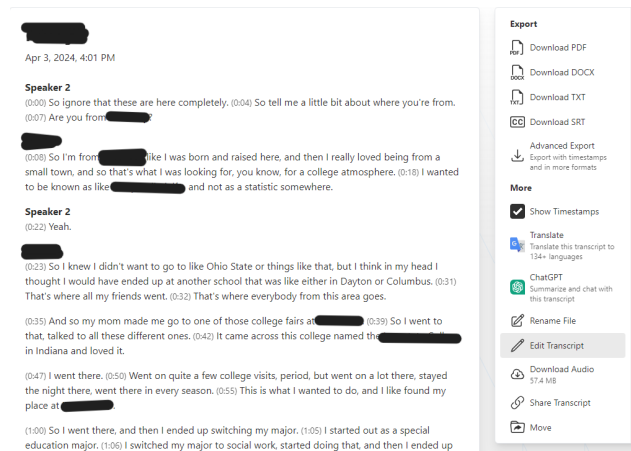 Apr 3, 2024, 4:01 PM
Speaker 2
(0:00) So ignore that these are here completely. (0:04) So tell me a little bit about where you're from.
(0:07) Are you from ?
(0:08) So I'm from like I was born and raised here, and then I really loved being from a
small town, and so that's what I was looking for, you know, for a college atmosphere. (0:18) I wanted
to be known as like and not as a statistic somewhere.
Speaker 2
(0:22) Yeah.
(0:23) So I knew I didn't want to go to like Ohio State or things like that, but I think in my head I
thought I would have ended up at another school that was like either in Dayton or Columbus. (0:31)
That's where all my friends went. (0:32) That's where everybody from this area goes.
(0:35) And so my mom made me go to one of those college fairs at (0:39) So I went to
that, talked to all these different ones. (0:42) It came across this college named the
in Indiana and loved it.
(0:47) I went there. (0:50) Went on quite a few college visits, period, but went on a lot there, stayed
the night there, went there in every season. (0:55) This is what I wanted to do, and I like found my
place at .
(1:00) So I went there, and then I ended up switching my major. (1:05) I started out as a special
education major. (1:06) I switched my major to social work, started doing that, and then I ended up
Export
PDF Download PDF
DOCX Download DOCX
TXT Download TXT
CC Download SRT
Advanced Export
Export with timestamps
and in more formats
More
Show Timestamps
Translate
Translate this transcript to
134+ languages
ChatGPT
Summarize and chat with
this transcript
Rename File
Edit Transcript
Download Audio
57.4 MB
Share Transcript
Move